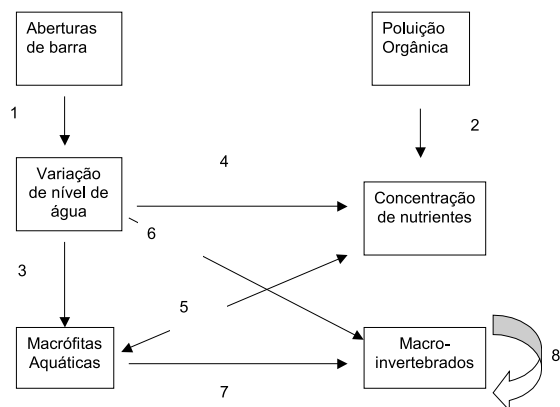 Aberturas
de barra
Poluição
Orgânica
1
2
Variação
de nível de
água
4
Concentração
de nutrientes
6
3
5
Macrófitas
Aquáticas
Macro-
invertebrados
8
7